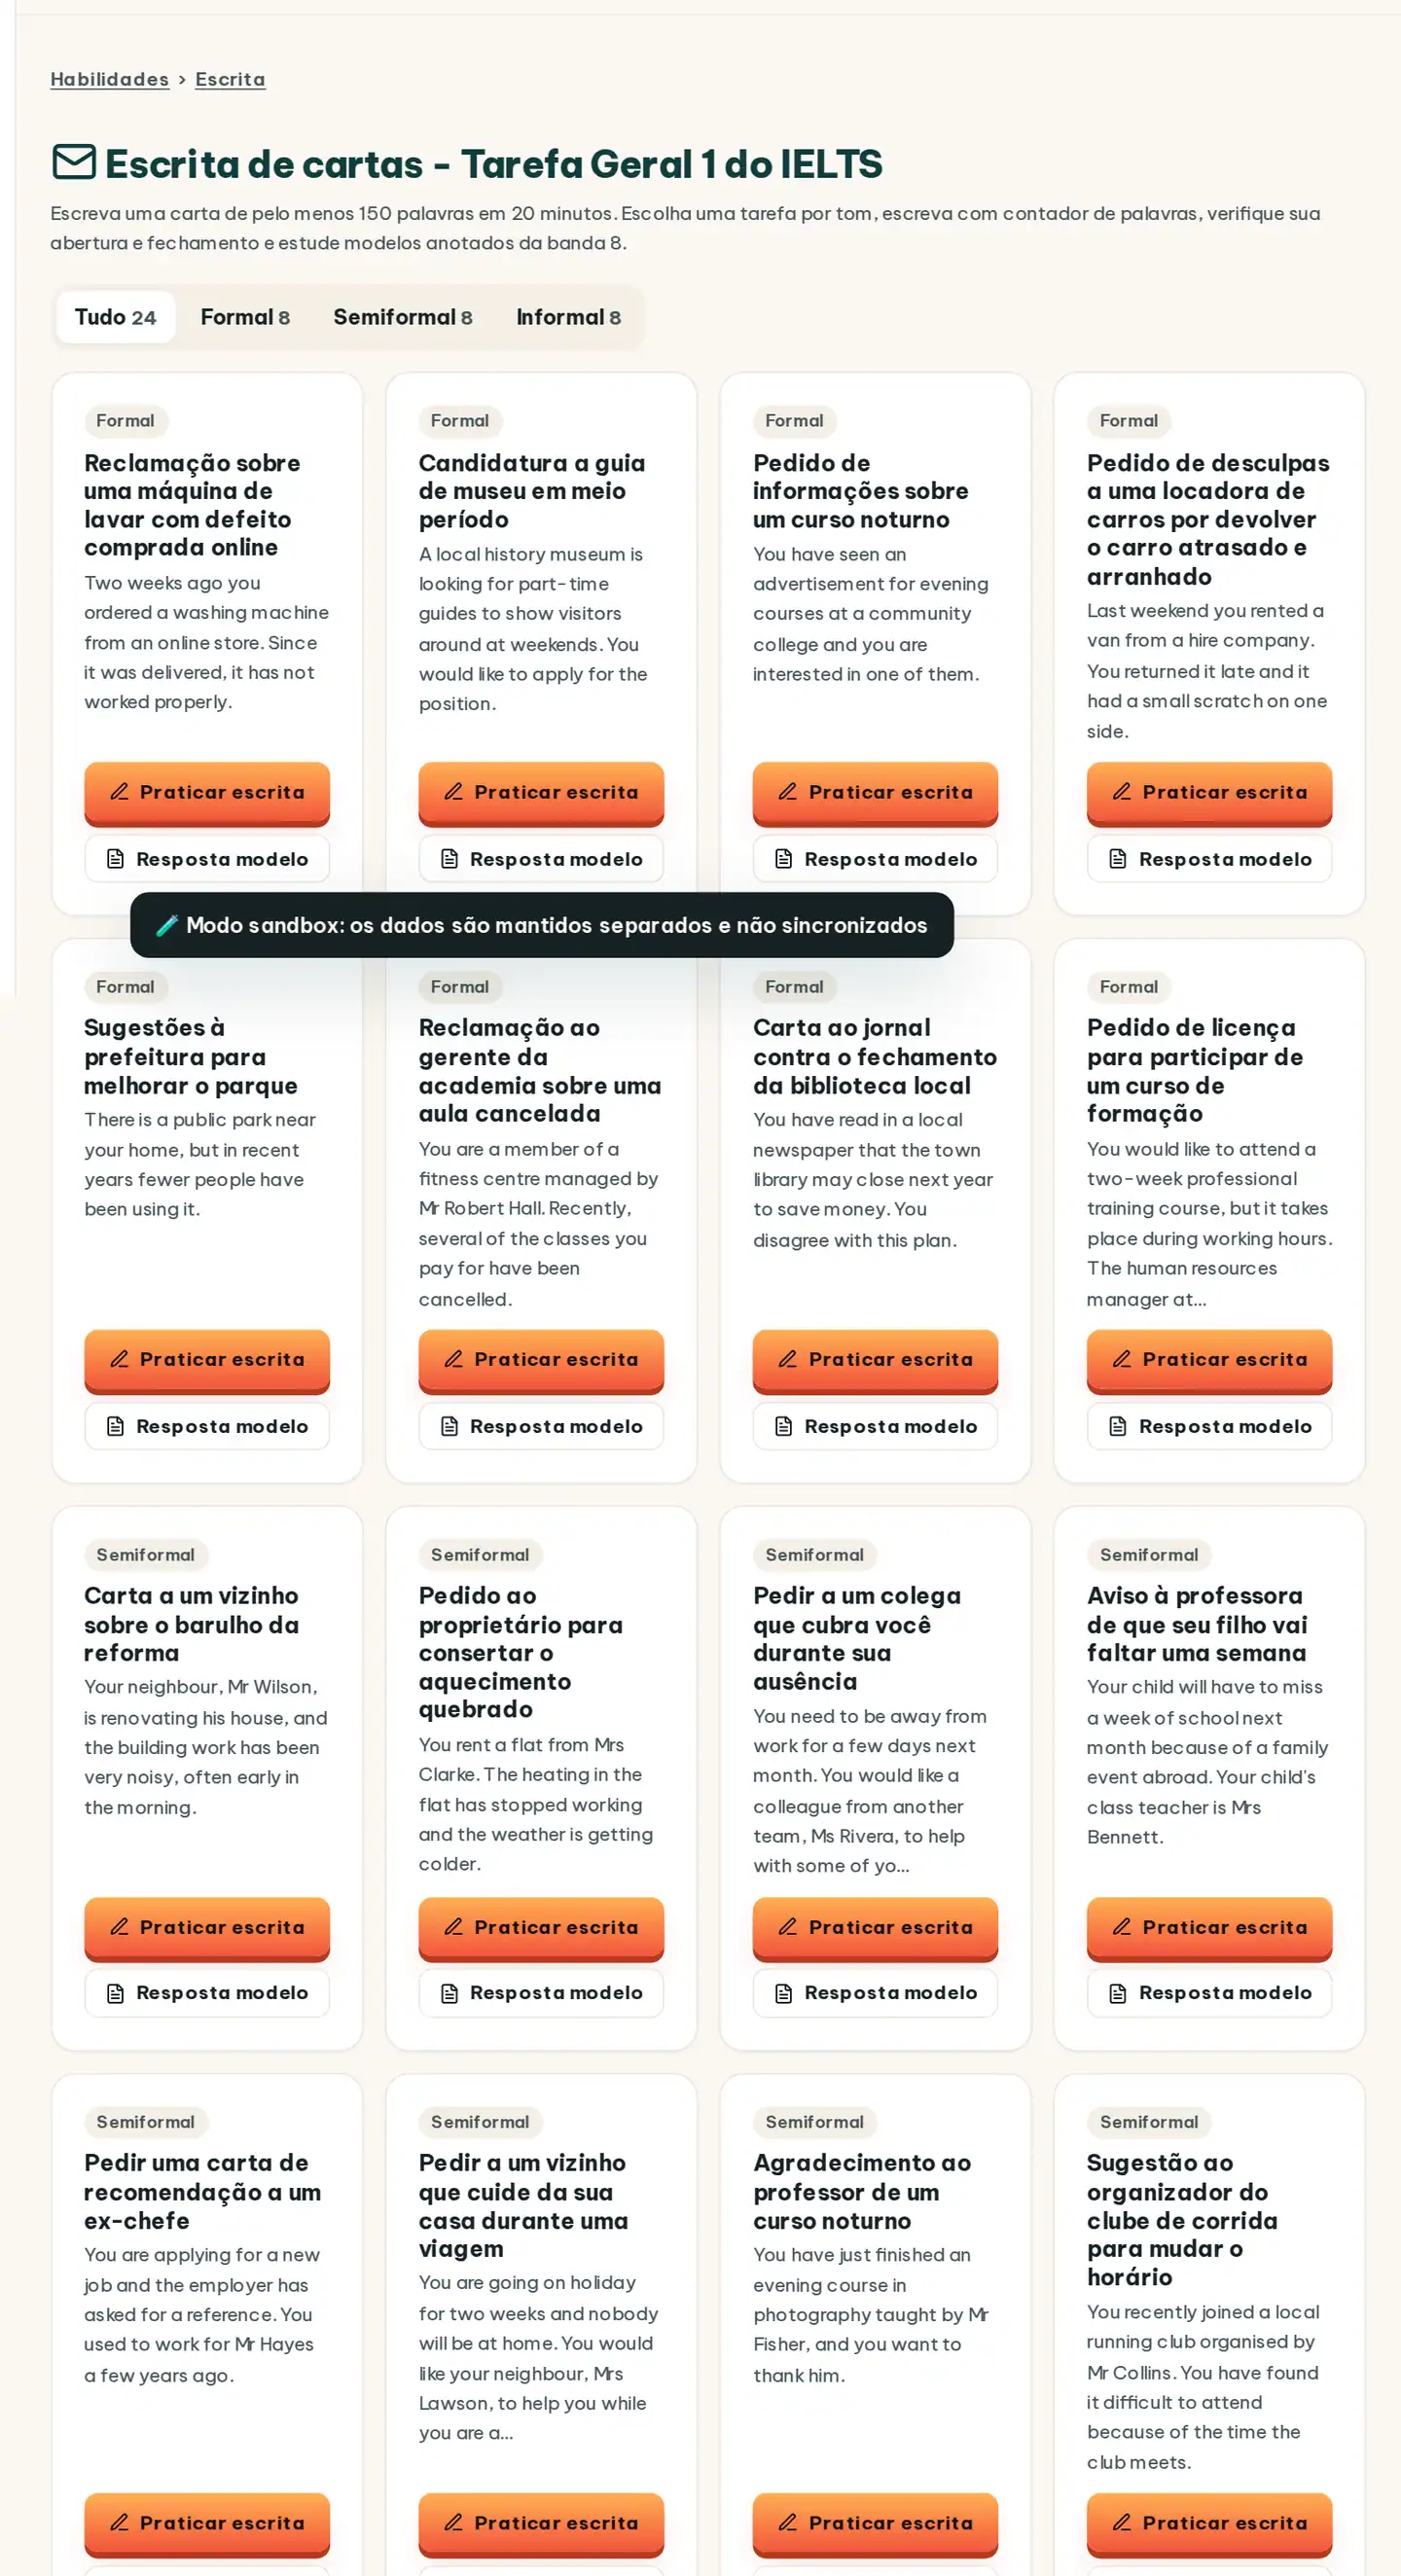 Habilidades › Escrita
Escrita de cartas - Tarefa Geral 1 do IELTS
Escreva uma carta de pelo menos 150 palavras em 20 minutos. Escolha uma tarefa por tom, escreva com contador de palavras, verifique sua
abertura e fechamento e estude modelos anotados da banda 8.
Tudo 24 Formal 8 Semiformal 8 Informal 8
Formal
Reclamação sobre
uma máquina de
lavar com defeito
comprada online
Two weeks ago you
ordered a washing machine
from an online store. Since
it was delivered, it has not
worked properly.
Praticar escrita
Resposta modelo
Formal
Candidatura a guia
de museu em meio
período
A local history museum is
looking for part-time
guides to show visitors
around at weekends. You
would like to apply for the
position.
Praticar escrita
Resposta modelo
Formal
Pedido de
informações sobre
um curso noturno
You have seen an
advertisement for evening
courses at a community
college and you are
interested in one of them.
Praticar escrita
Resposta modelo
Formal
Pedido de desculpas
a uma locadora de
carros por devolver
o carro atrasado e
arranhado
Last weekend you rented a
van from a hire company.
You returned it late and it
had a small scratch on one
side.
Praticar escrita
Resposta modelo
🧪 Modo sandbox: os dados são mantidos separados e não sincronizados
Formal
Sugestões à
prefeitura para
melhorar o parque
There is a public park near
your home, but in recent
years fewer people have
been using it.
Praticar escrita
Resposta modelo
Formal
Reclamação ao
gerente da
academia sobre uma
aula cancelada
You are a member of a
fitness centre managed by
Mr Robert Hall. Recently,
several of the classes you
pay for have been
cancelled.
Praticar escrita
Resposta modelo
Formal
Carta ao jornal
contra o fechamento
da biblioteca local
You have read in a local
newspaper that the town
library may close next year
to save money. You
disagree with this plan.
Praticar escrita
Resposta modelo
Formal
Pedido de licença
para participar de
um curso de
formação
You would like to attend a
two-week professional
training course, but it takes
place during working hours.
The human resources
manager at...
Praticar escrita
Resposta modelo
Semiformal
Carta a um vizinho
sobre o barulho da
reforma
Your neighbour, Mr Wilson,
is renovating his house, and
the building work has been
very noisy, often early in
the morning.
Praticar escrita
Resposta modelo
Semiformal
Pedido ao
proprietário para
consertar o
aquecimento
quebrado
You rent a flat from Mrs
Clarke. The heating in the
flat has stopped working
and the weather is getting
colder.
Praticar escrita
Resposta modelo
Semiformal
Pedir a um colega
que cubra você
durante sua
ausência
You need to be away from
work for a few days next
month. You would like a
colleague from another
team, Ms Rivera, to help
with some of yo...
Praticar escrita
Resposta modelo
Semiformal
Aviso à professora
de que seu filho vai
faltar uma semana
Your child will have to miss
a week of school next
month because of a family
event abroad. Your child's
class teacher is Mrs
Bennett.
Praticar escrita
Resposta modelo
Semiformal
Pedir uma carta de
recomendação a um
ex-chefe
You are applying for a new
job and the employer has
asked for a reference. You
used to work for Mr Hayes
a few years ago.
Praticar escrita
Semiformal
Pedir a um vizinho
que cuide da sua
casa durante uma
viagem
You are going on holiday
for two weeks and nobody
will be at home. You would
like your neighbour, Mrs
Lawson, to help you while
you are a...
Praticar escrita
Semiformal
Agradecimento ao
professor de um
curso noturno
You have just finished an
evening course in
photography taught by Mr
Fisher, and you want to
thank him.
Praticar escrita
Semiformal
Sugestão ao
organizador do
clube de corrida
para mudar o
horário
You recently joined a local
running club organised by
Mr Collins. You have found
it difficult to attend
because of the time the
club meets.
Praticar escrita